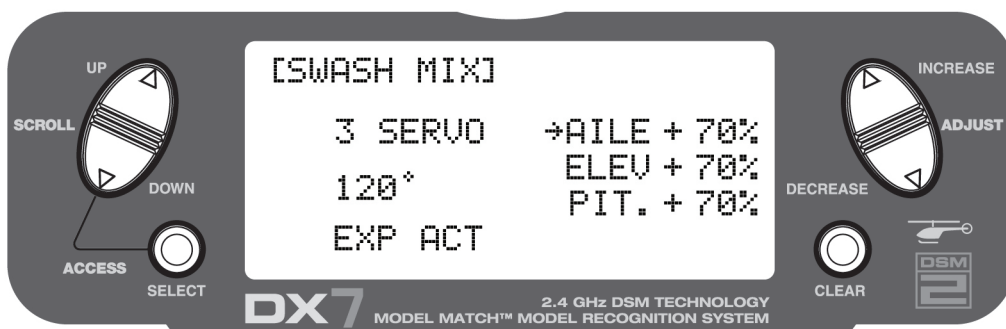 UP
SCROLL
DOWN
ACCESS
SELECT
[SWASH MIX]
3 SERVO
120°
EXP ACT
→AILE + 70%
ELEV + 70%
PIT. + 70%
INCREASE
ADJUST
DECREASE
CLEAR
DX7
2.4 GHz DSM TECHNOLOGY
MODEL MATCH™ MODEL RECOGNITION SYSTEM
DSM
2